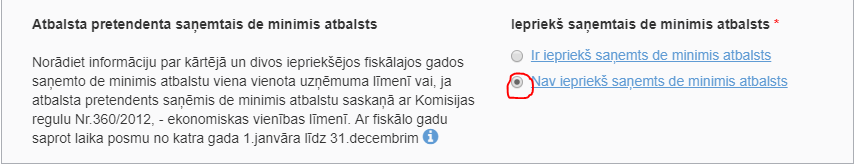 Atbalsta pretendenta saņemtais de minimis atbalsts
Norādiet informāciju par kārtējā un divos iepriekšējos fiskālajos gados
saņemto de minimis atbalstu viena vienota uzņēmuma līmenī vai, ja
atbalsta pretendents saņēmis de minimis atbalstu saskaņā ar Komisijas
regulu Nr.360/2012, - ekonomiskas vienības līmenī. Ar fiskālo gadu
saprot laika posmu no katra gada 1.janvāra līdz 31.decembrim
Iepriekš saņemtais de minimis atbalsts *
Ir iepriekš saņemts de minimis atbalsts
Nav iepriekš saņemts de minimis atbalsts